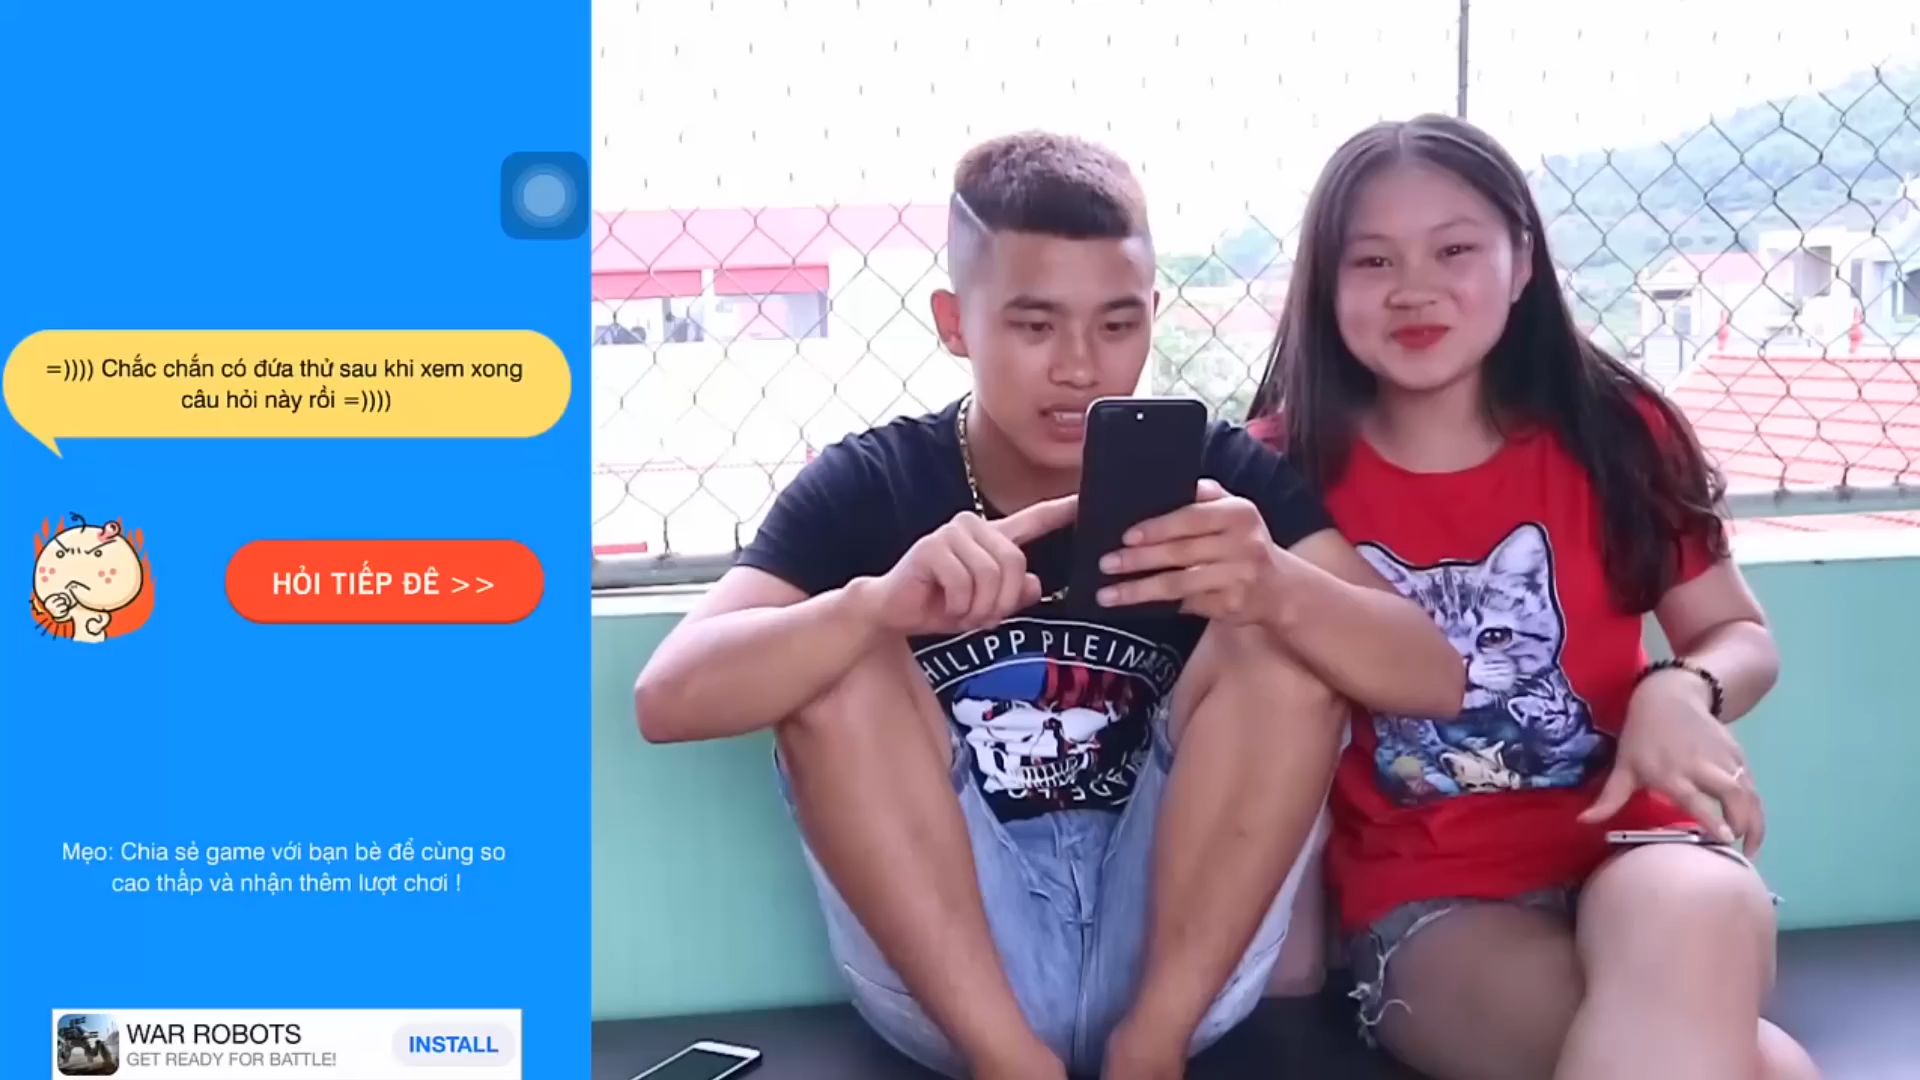 =)))) Chắc chắn có đứa thử sau khi xem xong
câu hỏi này rồi =))))
HỎI TIẾP ĐÊ >>
Mẹo: Chia sẻ game với bạn bè để cùng so
cao thấp và nhận thêm lượt chơi !
WAR ROBOTS
GET READY FOR BATTLE!
INSTALL
PHILIPP PLEIN